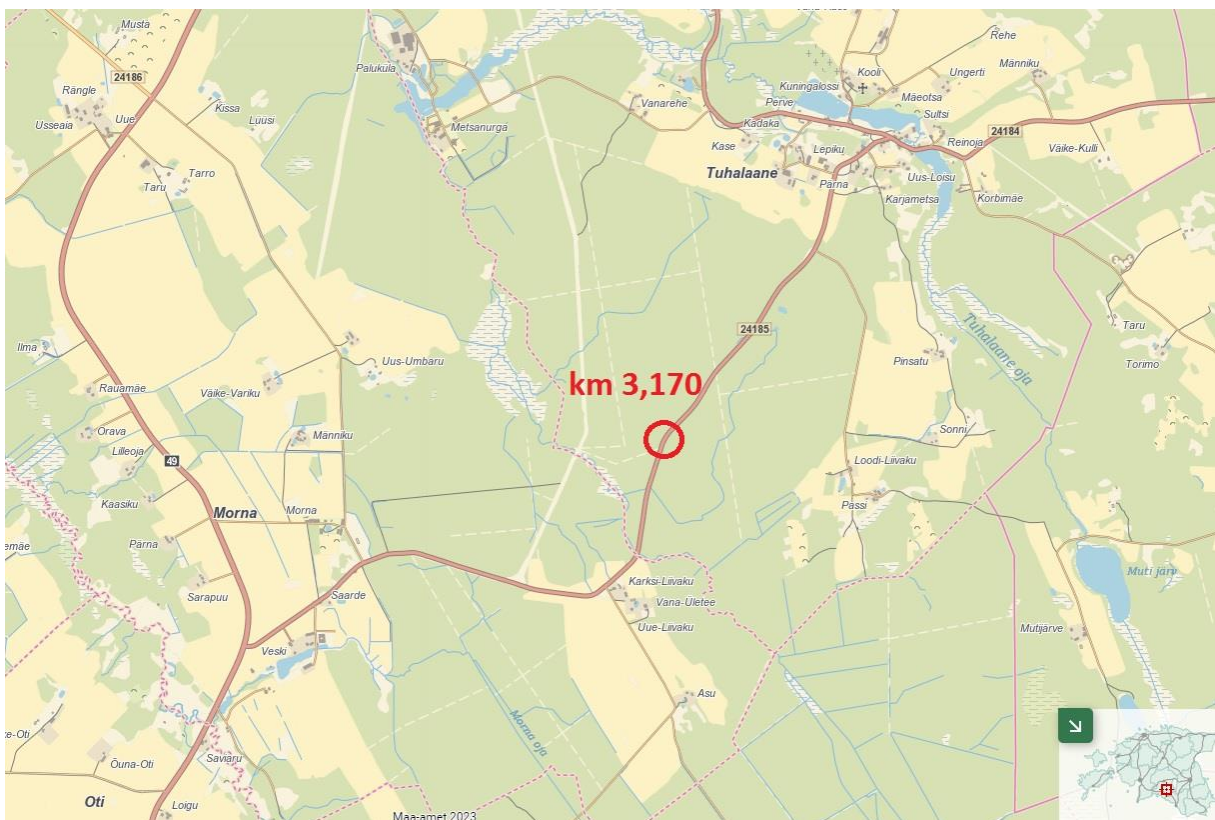 Musta
24186
Rängle
Usseaia
Uue
Kissa
Luusi
Taru
Tarro
Palukula
Metsanurga
Vanarehe
Kuningalossi
Kooli
Rehe
Ungerti
Männiku
Mäeotsa
Sultsi
Perve
Kadaka
Kase
Lepiku
Tuhalaane
Pärna
Reinoja
24184
Väike-Kulli
Uus-Loisu
Karjametsa
Korbimäe
Ilma
Uus-Umbaru
24185
Pinsatu
Tuhalaane oja
Taru
Torimo
Rauamäe
Väike-Variku
km 3,170
Orava
Lilleoja
Männiku
Sonni
49
Loodi-Liivaku
Kaasiku
Morna
Morna
Passi
emäe
Pärna
Sarapuu
Saarde
Karksi-Liivaku
Vana-Ületee
Uue-Liivaku
Muti järv
Mutijärve
Veski
Asu
Morna oja
ke-Oti
Õuna-Oti
Saviaru
Oti
Loigu
Maa-amet 2023